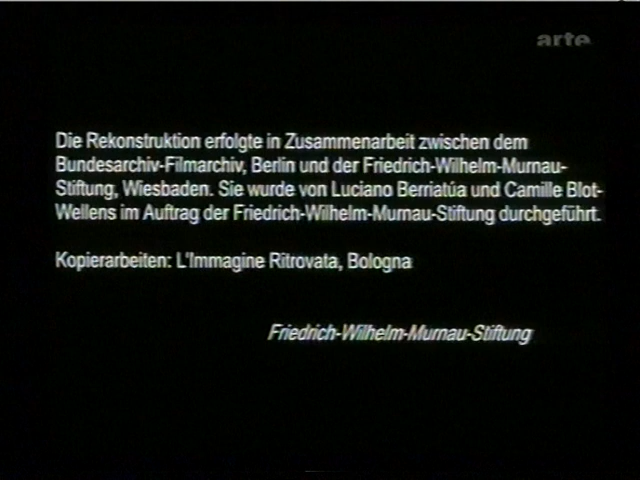 arte
Die Rekonstruktion erfolgte in Zusammenarbeit zwischen dem
Bundesarchiv-Filmarchiv, Berlin und der Friedrich-Wilhelm-Murnau-
Stiftung, Wiesbaden. Sie wurde von Luciano Berriatúa und Camille Blot-
Wellens im Auftrag der Friedrich-Wilhelm-Murnau-Stiftung durchgeführt.
Kopierarbeiten: L'Immagine Ritrovata, Bologna
Friedrich-Wilhelm-Murnau-Stiftung